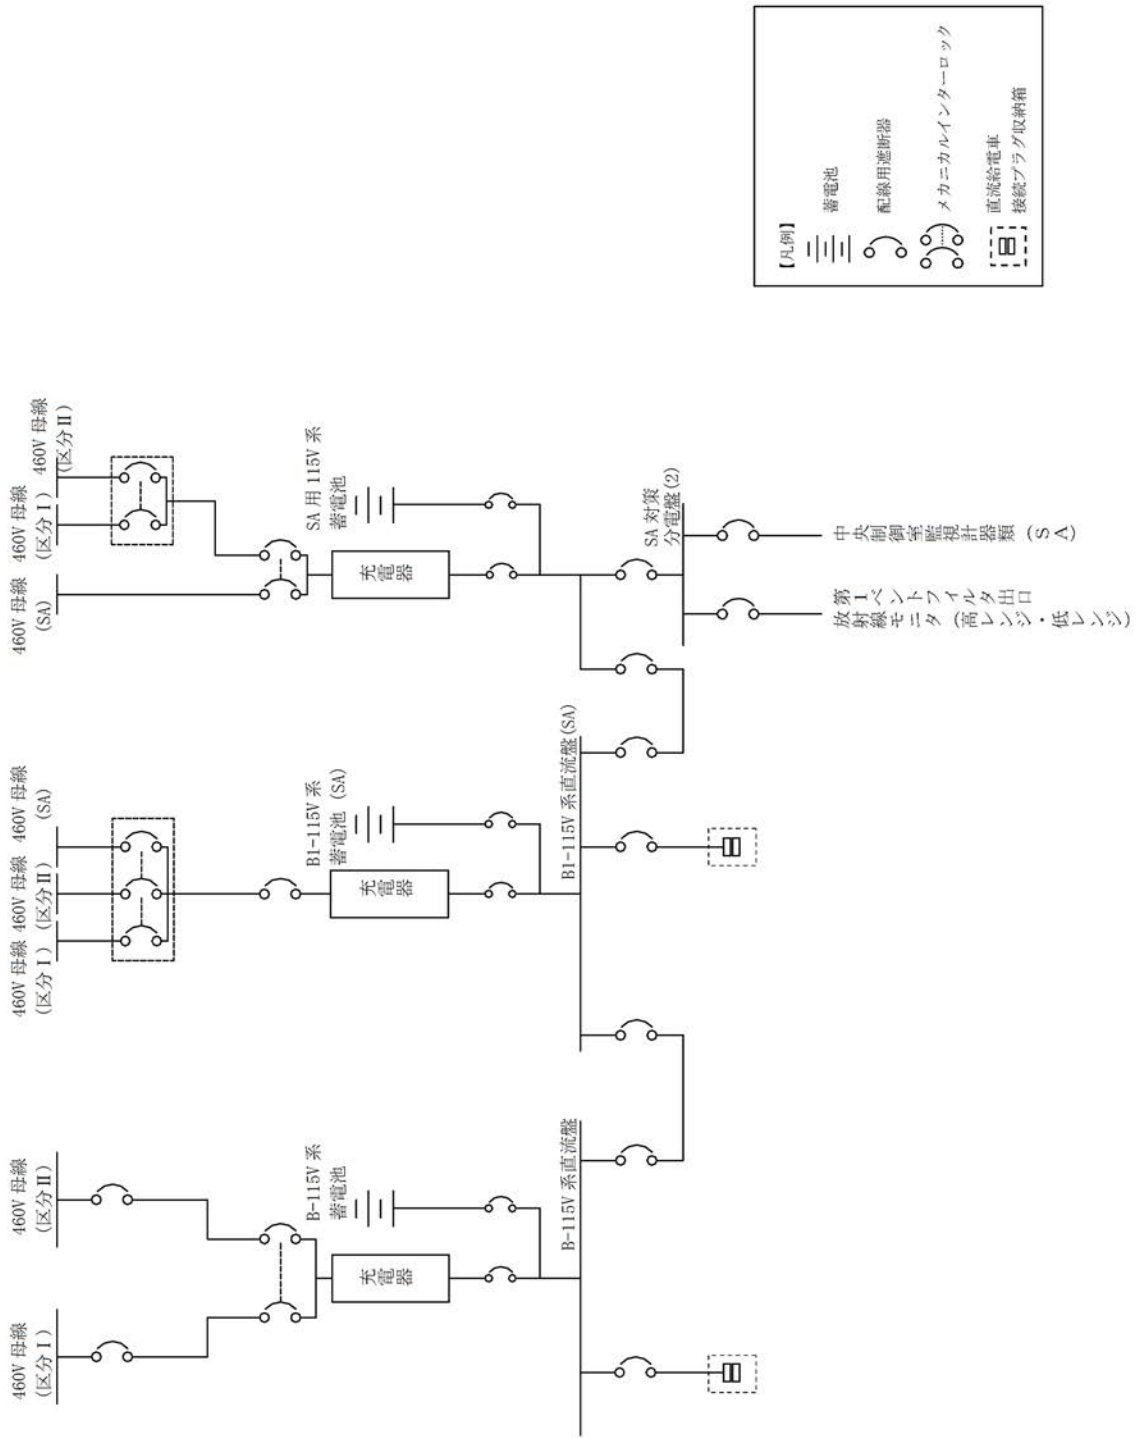 460V 母線
(区分Ⅰ)
460V 母線
(区分Ⅱ)
B-115V 系
蓄電池
充電器
B-115V 系直流盤
460V 母線
(区分Ⅰ)
460V 母線
(区分Ⅱ)
460V 母線
(SA)
B1-115V 系
蓄電池 (SA)
充電器
B1-115V 系直流盤(SA)
460V 母線
(SA)
460V 母線
(区分Ⅰ)
460V 母線
(区分Ⅱ)
SA 用 115V 系
蓄電池
充電器
SA 対策
分電盤(2)
第1ベントフィルタ出口
放射線モニタ (高レンジ・低レンジ)
中央制御室監視計器類 (SA)
【凡例】
蓄電池
配線用遮断器
メカニカルインターロック
直流給電車
接続プラグ収納箱